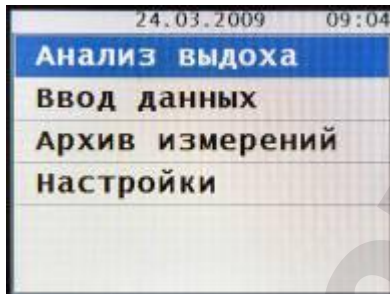 24.03.2009 09:04
Анализ выдоха
Ввод данных
Архив измерений
Настройки